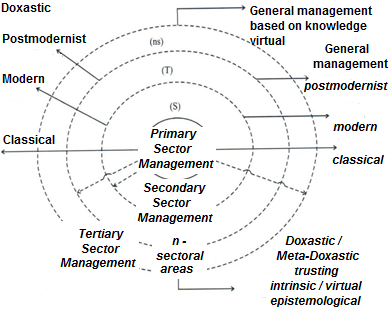 Doxastic
General management
based on knowledge
virtual
Postmodernist
(ns)
General
management
(T)
postmodernist
Modern
(S)
modern
Classical
Primary
Sector
Management
classical
Secondary
Sector
Management
Tertiary
Sector
Management
n -
sectoral
areas
Doxastic /
Meta-Doxastic
trusting
intrinsic / virtual
epistemological